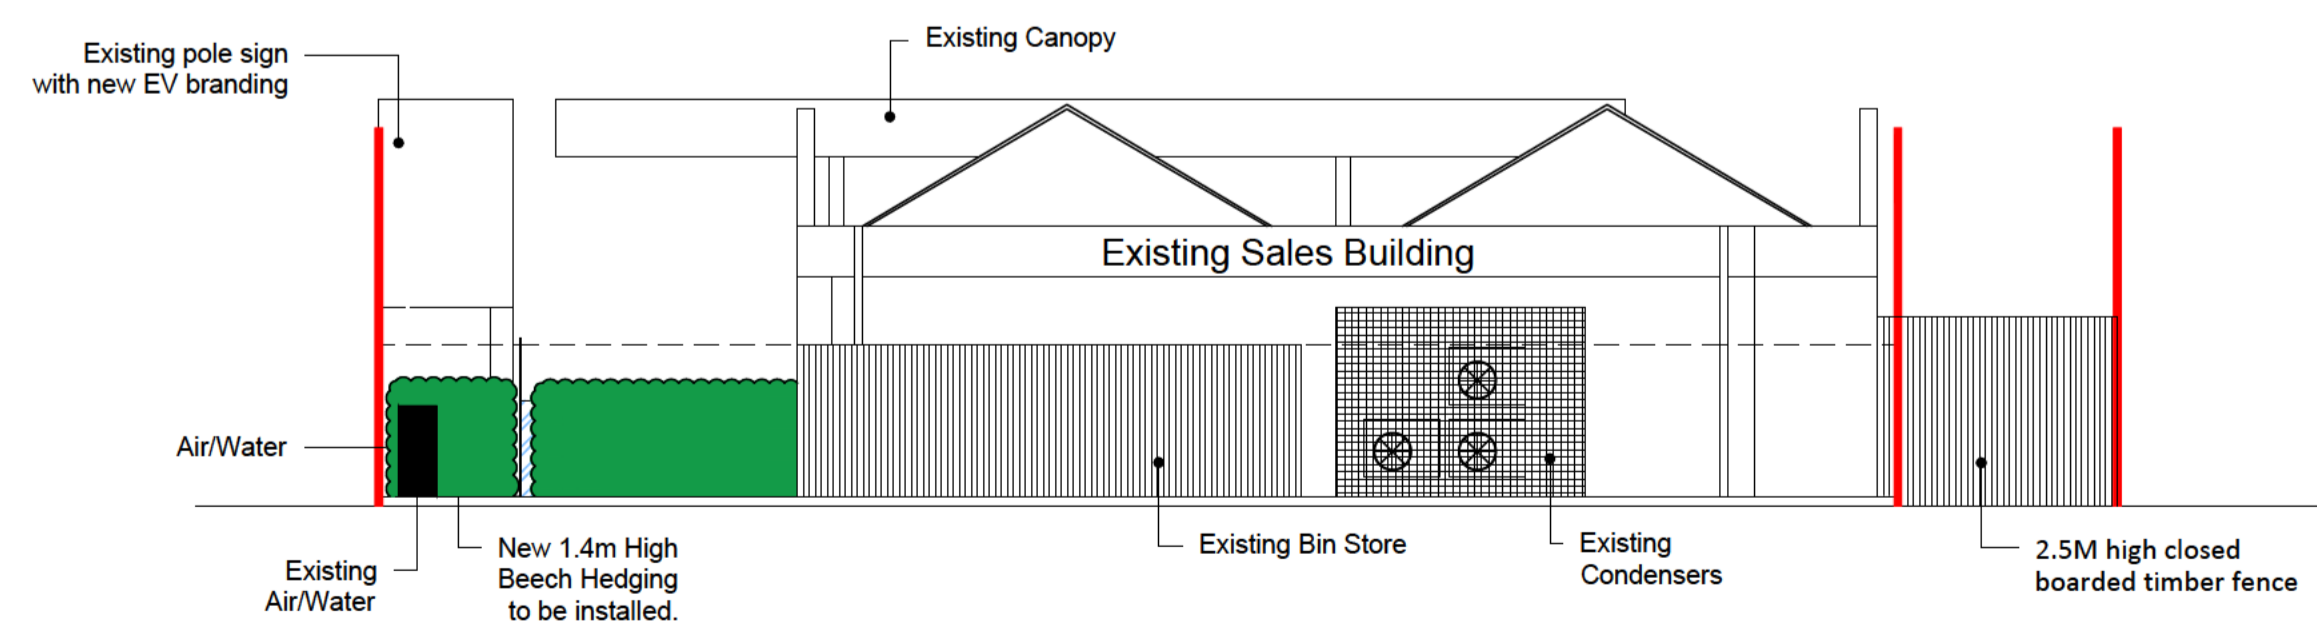 Existing pole sign
with new EV branding
Existing Canopy
Existing Sales Building
Air/Water
Existing
Air/Water
New 1.4m High
Beech Hedging
to be installed.
Existing Bin Store
Existing
Condensers
2.5M high closed
boarded timber fence